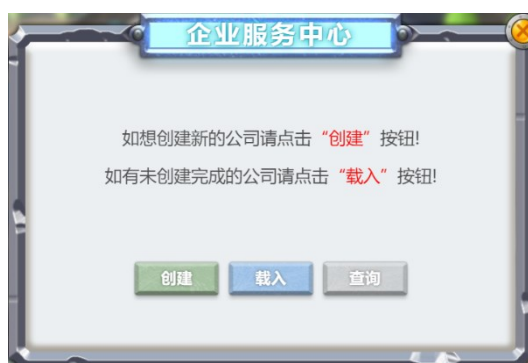 企业服务中心
如想创建新的公司请点击“创建”按钮!
如有未创建完成的公司请点击“载入”按钮!
创建 载入 查询